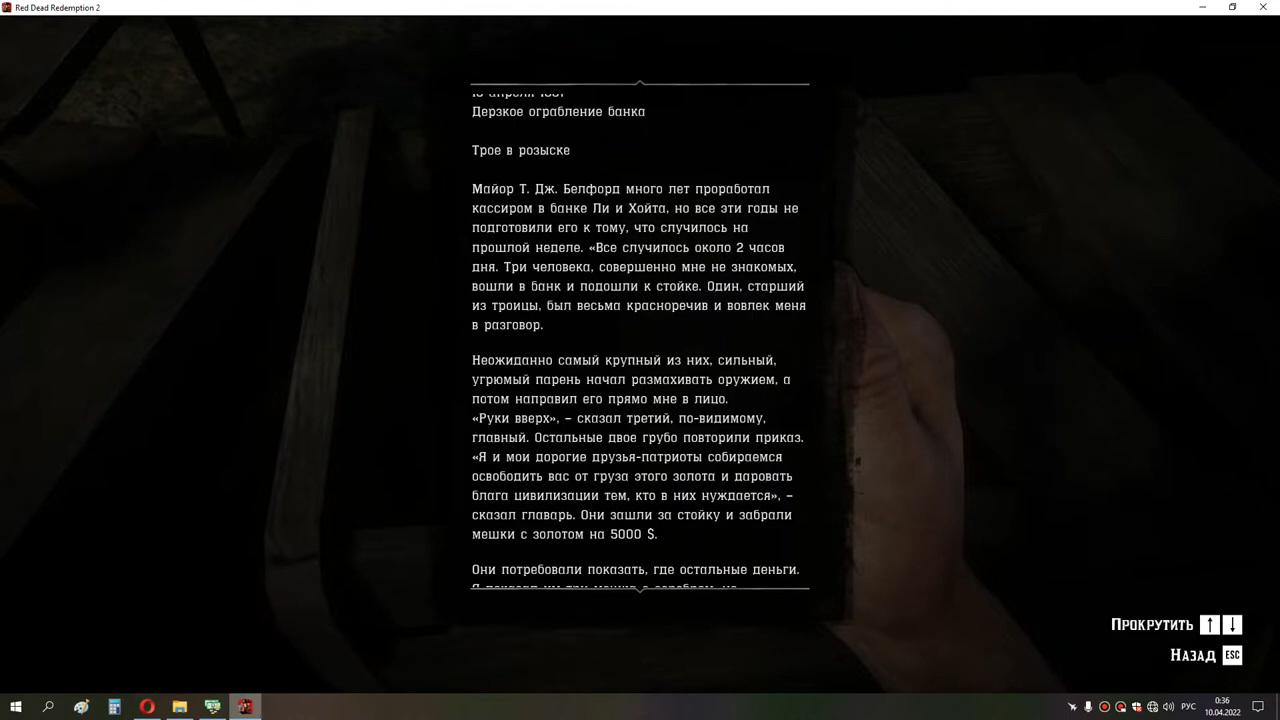 Red Dead Redemption 2
Дерзкое ограбление банка
Трое в розыске
Майор Т. Дж. Белфорд много лет проработал
кассиром в банке Ли и Хойта, но все эти годы не
подготовили его к тому, что случилось на
прошлой неделе. «Все случилось около 2 часов
дня. Три человека, совершенно мне не знакомых,
вошли в банк и подошли к стойке. Один, старший
из троицы, был весьма красноречив и вовлек меня
в разговор.
Неожиданно самый крупный из них, сильный,
угрюмый парень начал размахивать оружием, а
потом направил его прямо мне в лицо.
«Руки вверх», – сказал третий, по-видимому,
главный. Остальные двое грубо повторили приказ.
«Я и мои дорогие друзья-патриоты собираемся
освободить вас от груза этого золота и даровать
блага цивилизации тем, кто в них нуждается», –
сказал главарь. Они зашли за стойку и забрали
мешки с золотом на 5000 $.
Они потребовали показать, где остальные деньги.
Прокрутить ↑ ↓
Назад ESC
РУС
0:36
10.04.2022